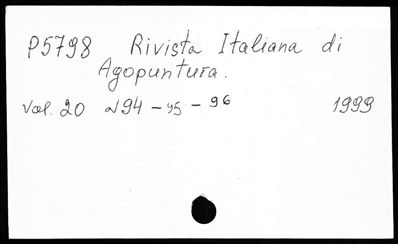 P5798 Rivista Italiana di
Agopuntura.
Vol. 20 N94 - 95 - 96 1999